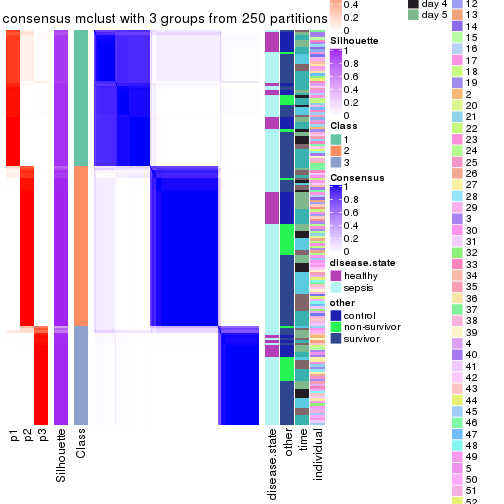 consensus mclust with 3 groups from 250 partitions
0.4
0.2
0
Silhouette
1
0.8
0.6
0.4
0.2
0
Class
1
2
3
Consensus
1
0.8
0.6
0.4
0.2
0
disease.state
healthy
sepsis
other
control
non-survivor
survivor
day 4
day 5
12
13
14
15
16
17
18
19
2
20
21
22
23
24
25
26
27
28
29
3
30
31
32
33
34
35
36
37
38
39
4
40
41
42
43
44
45
46
47
48
49
5
50
51
52
p1
p2
p3
Silhouette
Class
disease.state
other
time
individual